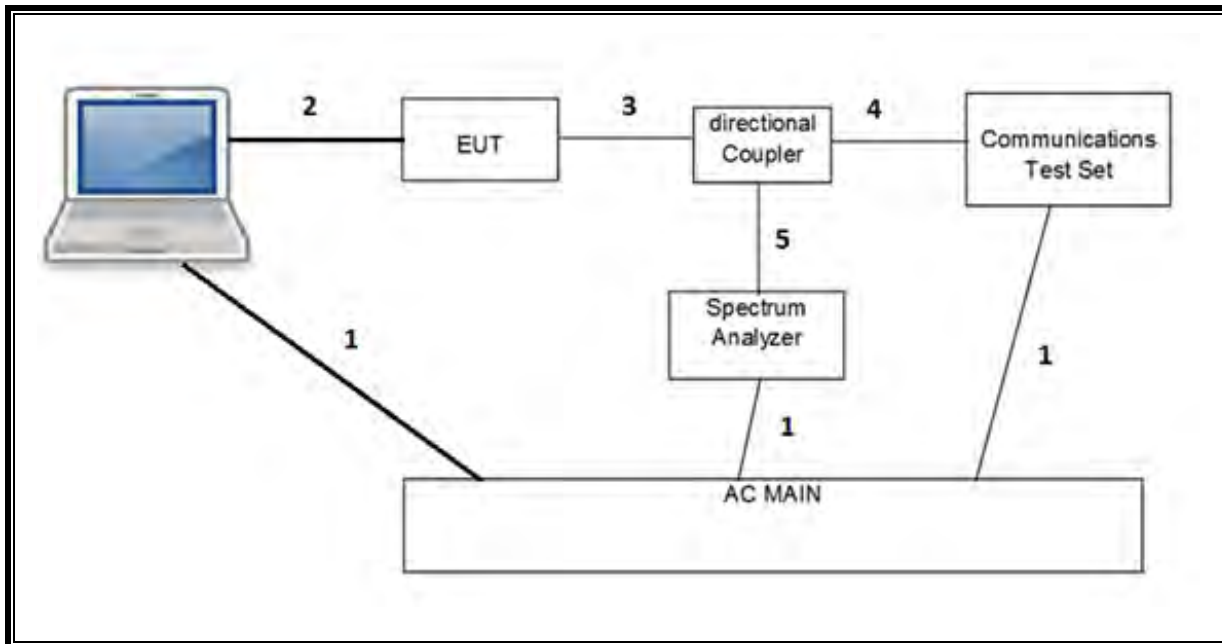 2
EUT
3
directional
Coupler
4
Communications
Test Set
5
Spectrum
Analyzer
1
1
1
AC MAIN